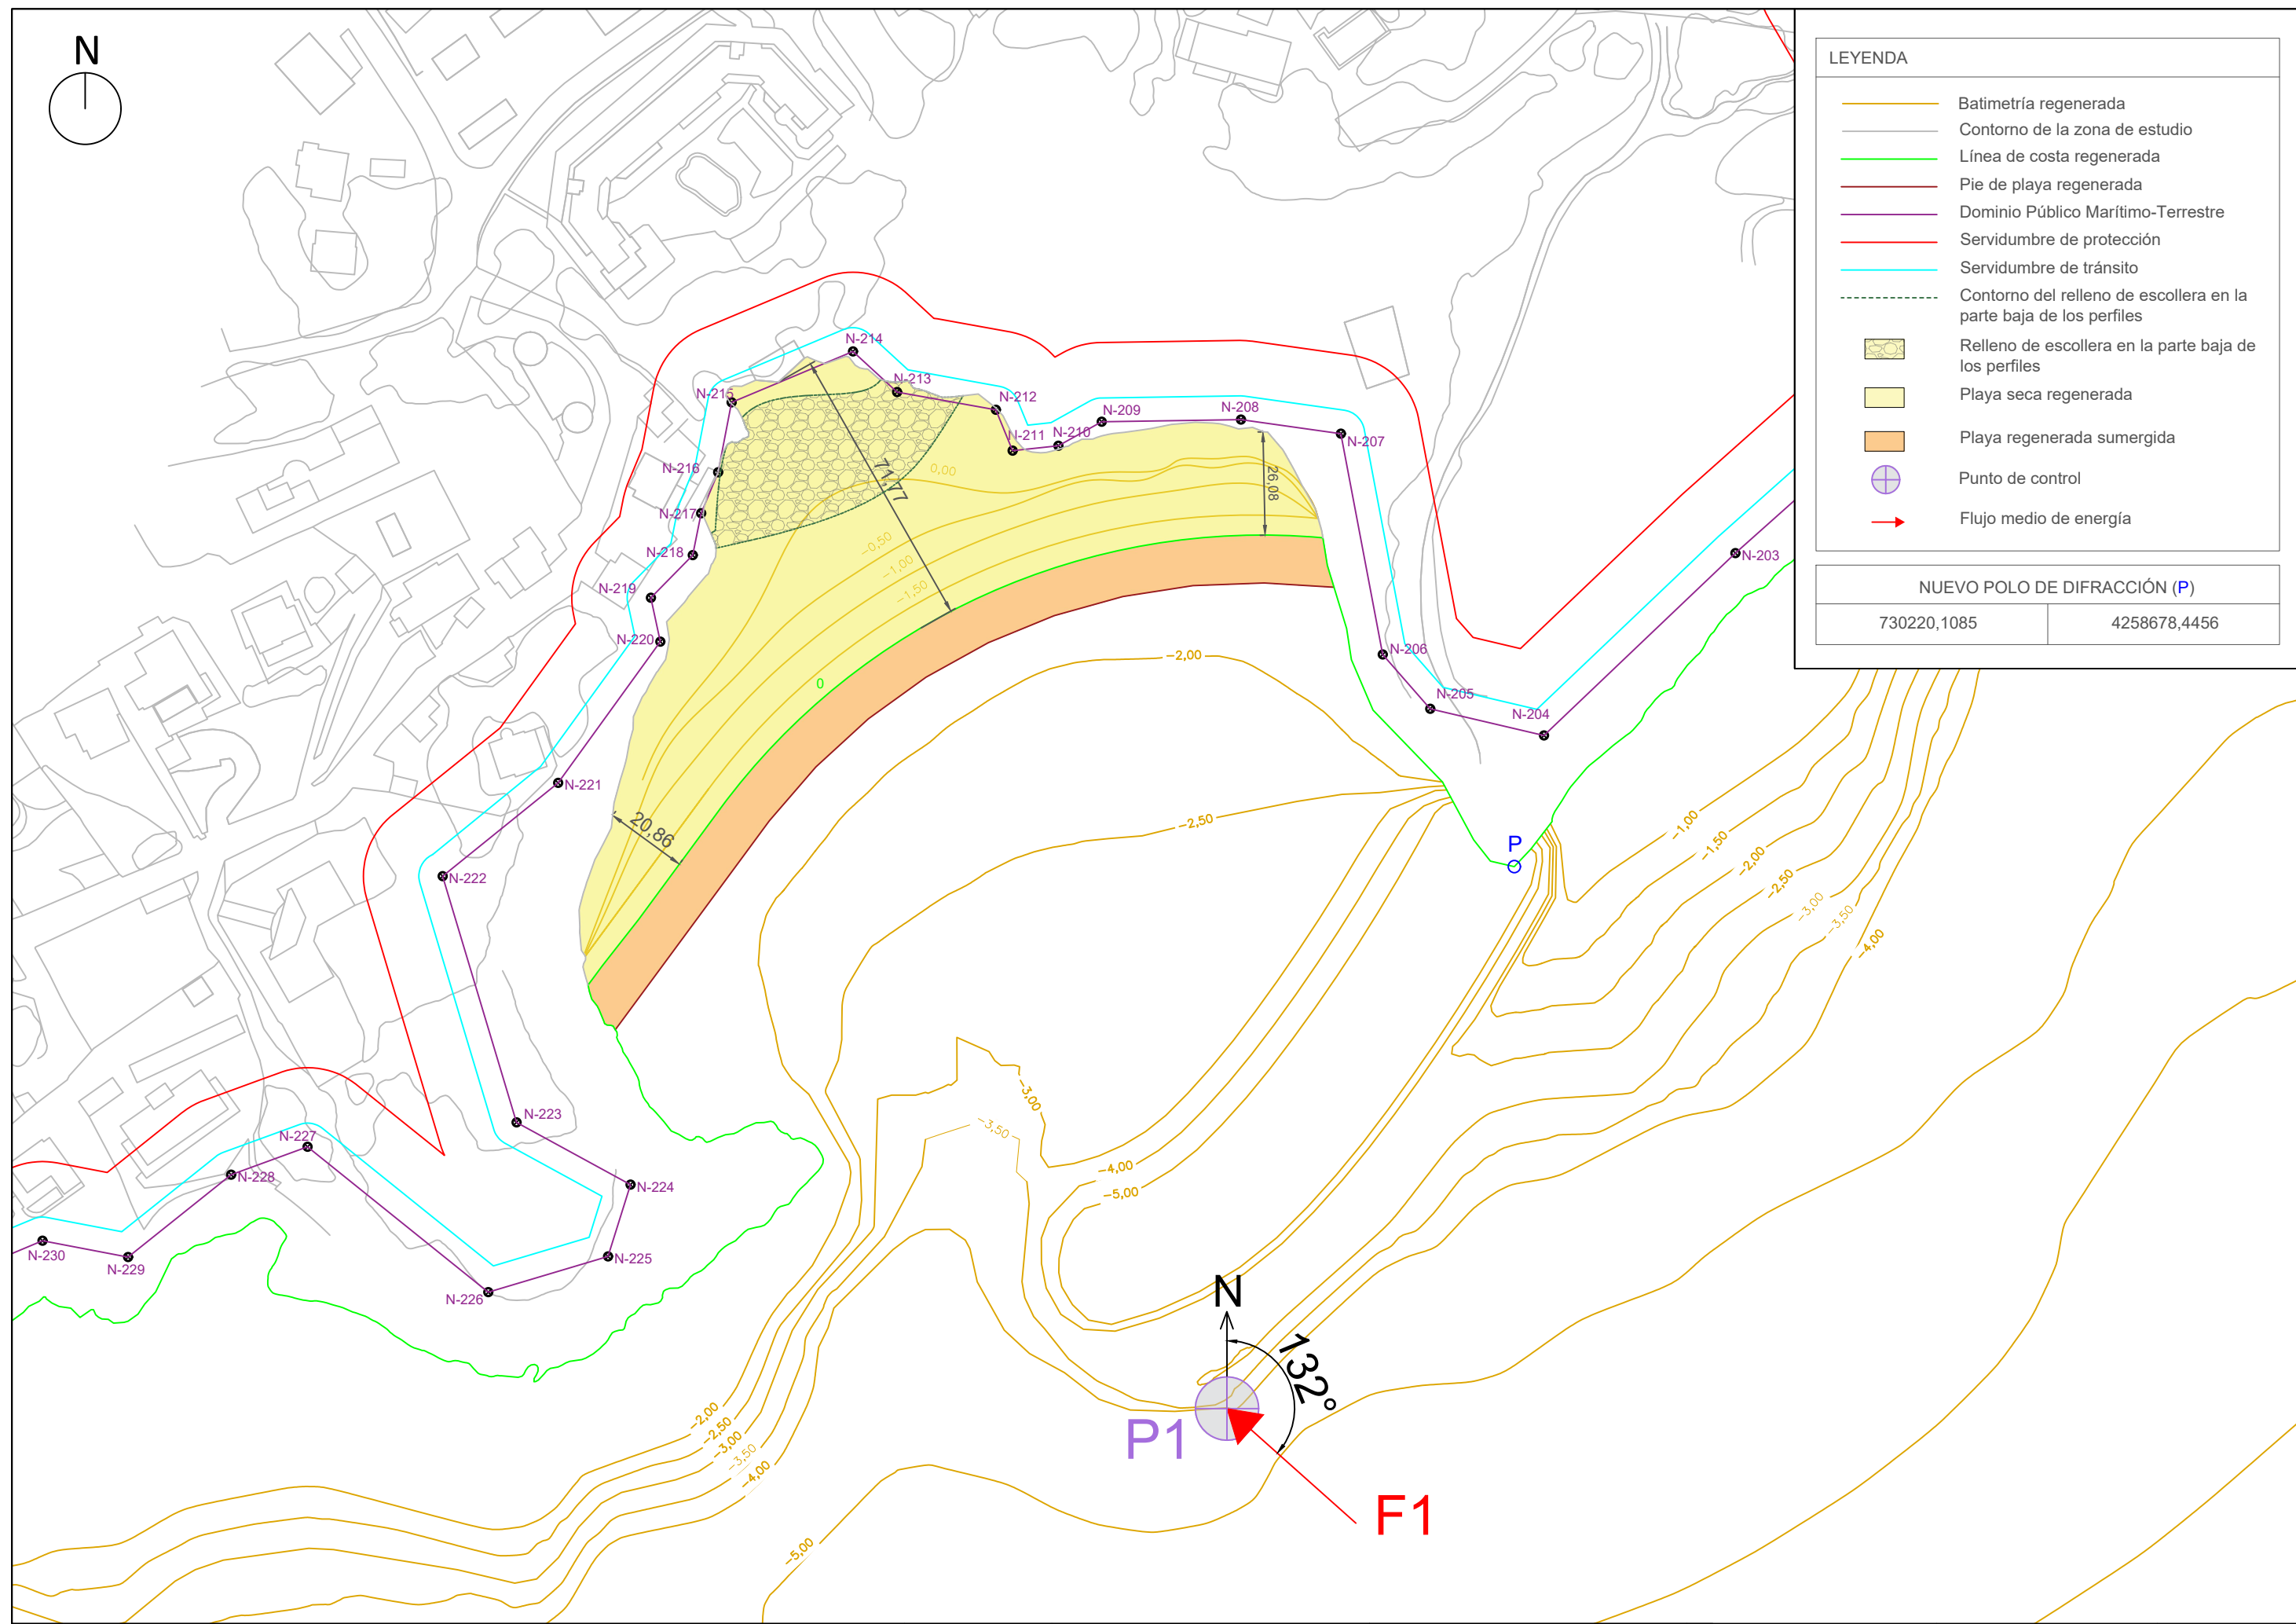 N
LEYENDA
Batimetría regenerada
Contorno de la zona de estudio
Línea de costa regenerada
Pie de playa regenerada
Dominio Público Marítimo-Terrestre
Servidumbre de protección
Servidumbre de tránsito
Contorno del relleno de escollera en la
parte baja de los perfiles
Relleno de escollera en la parte baja de
los perfiles
Playa seca regenerada
Playa regenerada sumergida
Punto de control
Flujo medio de energía
NUEVO POLO DE DIFRACCIÓN (P)
730220,1085
4258678,4456
N-214
N-213
N-215
N-212
N-209
N-208
N-207
N-211
N-210
N-216
0,00
71,77
26,08
N-217
N-218
-0,50
-1,00
-1,50
N-219
N-220
N-203
N-206
N-205
N-204
-2,00
0
N-221
20,86
-2,50
P
N-222
-1,00
-1,50
-2,00
-2,50
-3,00
-3,50
-4,00
-3,00
-3,50
N-223
-4,00
-5,00
N-224
N-227
N-228
N-225
N-230
N-229
N-226
N
132°
P1
F1
-2,00
-2,50
-3,00
-3,50
-4,00
-5,00